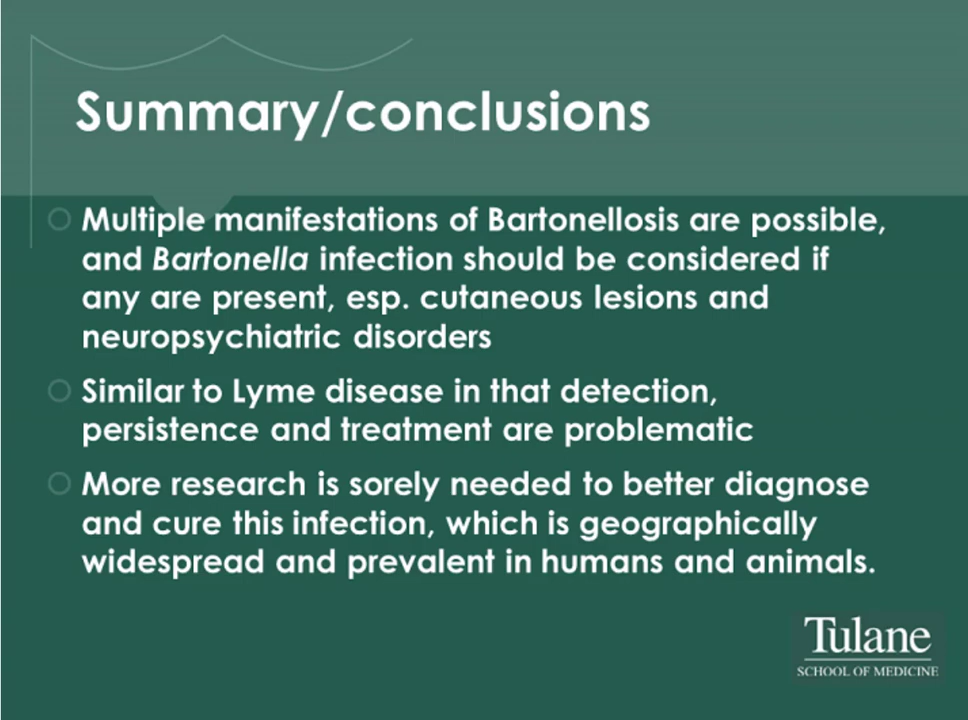 Summary/conclusions
Multiple manifestations of Bartonellosis are possible,
and Bartonella infection should be considered if
any are present, esp. cutaneous lesions and
neuropsychiatric disorders
Similar to Lyme disease in that detection,
persistence and treatment are problematic
More research is sorely needed to better diagnose
and cure this infection, which is geographically
widespread and prevalent in humans and animals.
Tulane
SCHOOL OF MEDICINE